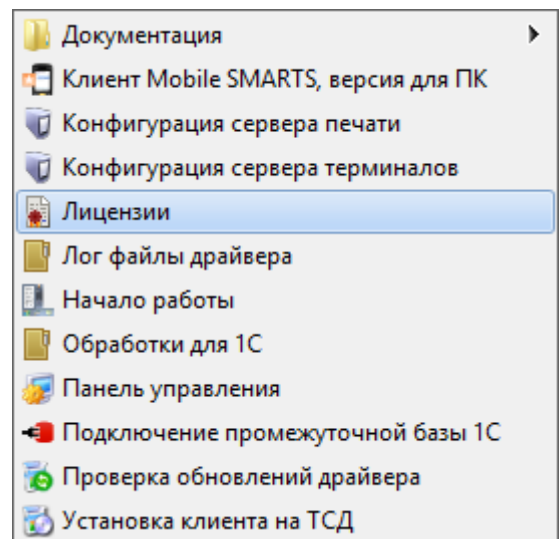 Документация
Клиент Mobile SMARTS, версия для ПК
Конфигурация сервера печати
Конфигурация сервера терминалов
Лицензии
Лог файлы драйвера
Начало работы
Обработки для 1С
Панель управления
Подключение промежуточной базы 1С
Проверка обновлений драйвера
Установка клиента на ТСД